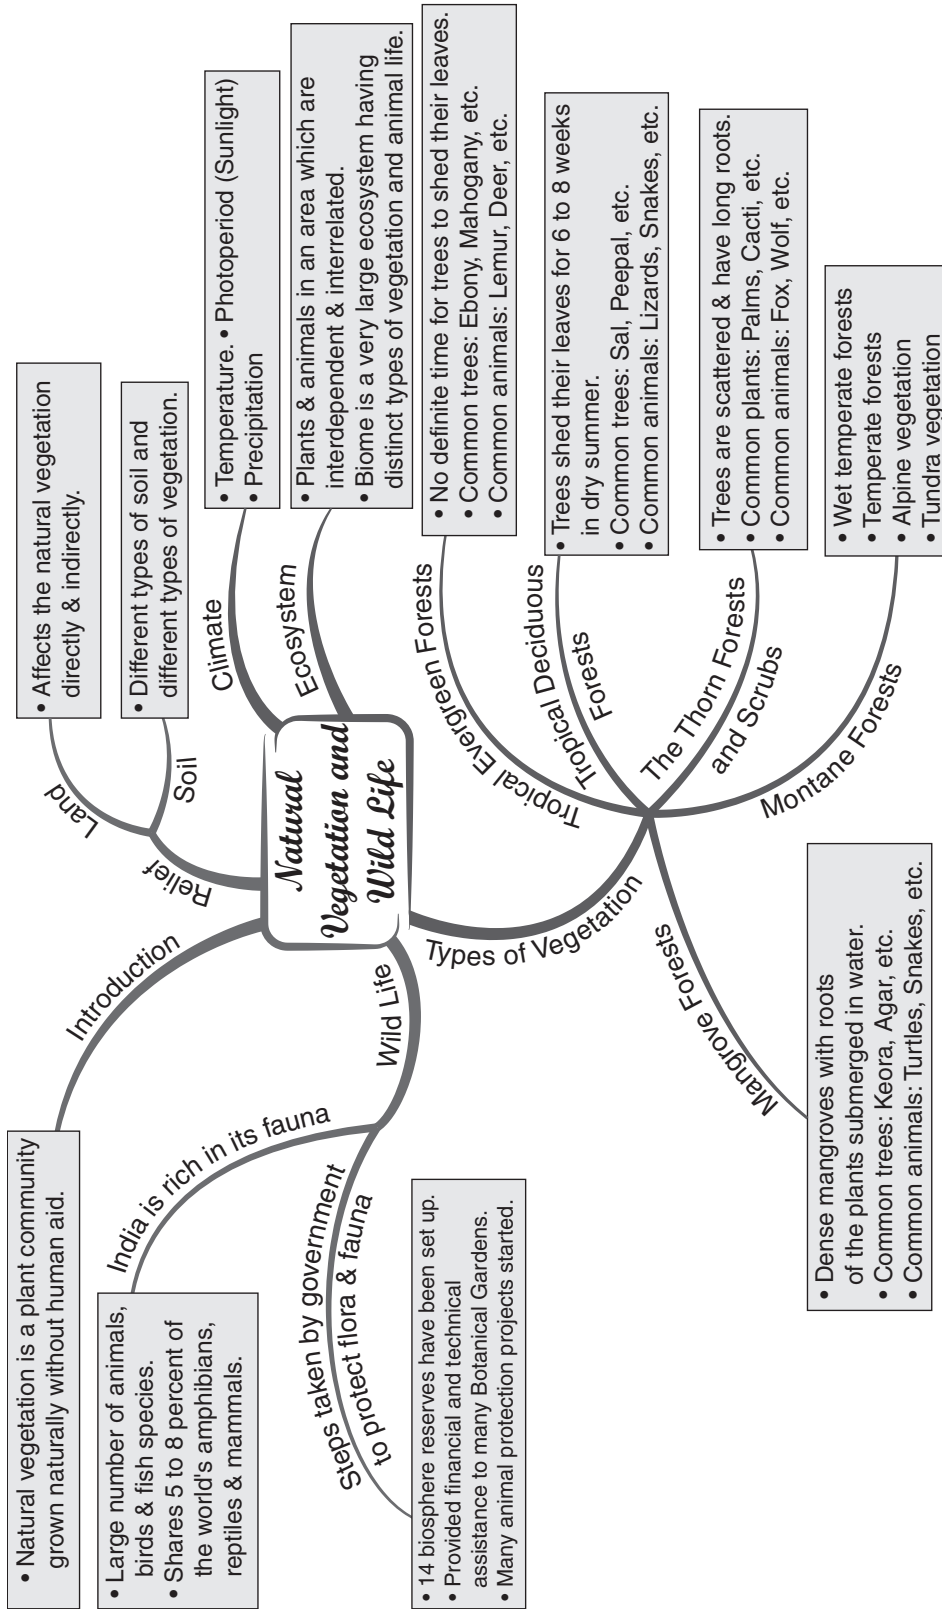 Natural
Vegetation and
Wild Life
Introduction
• Natural vegetation is a plant community
grown naturally without human aid.
Relief
Land
• Affects the natural vegetation
directly & indirectly.
Soil
• Different types of soil and
different types of vegetation.
Climate
• Temperature. • Photoperiod (Sunlight)
• Precipitation
Ecosystem
• Plants & animals in an area which are
interdependent & interrelated.
• Biome is a very large ecosystem having
distinct types of vegetation and animal life.
Types of Vegetation
Tropical Evergreen Forests
• No definite time for trees to shed their leaves.
• Common trees: Ebony, Mahogany, etc.
• Common animals: Lemur, Deer, etc.
Tropical Deciduous
Forests
• Trees shed their leaves for 6 to 8 weeks
in dry summer.
• Common trees: Sal, Peepal, etc.
• Common animals: Lizards, Snakes, etc.
The Thorn Forests
and Scrubs
• Trees are scattered & have long roots.
• Common plants: Palms, Cacti, etc.
• Common animals: Fox, Wolf, etc.
Montane Forests
• Wet temperate forests
• Temperate forests
• Alpine vegetation
• Tundra vegetation
Mangrove Forests
• Dense mangroves with roots
of the plants submerged in water.
• Common trees: Keora, Agar, etc.
• Common animals: Turtles, Snakes, etc.
Wild Life
India is rich in its fauna
• Large number of animals,
birds & fish species.
• Shares 5 to 8 percent of
the world's amphibians,
reptiles & mammals.
Steps taken by government
to protect flora & fauna
• 14 biosphere reserves have been set up.
• Provided financial and technical
assistance to many Botanical Gardens.
• Many animal protection projects started.